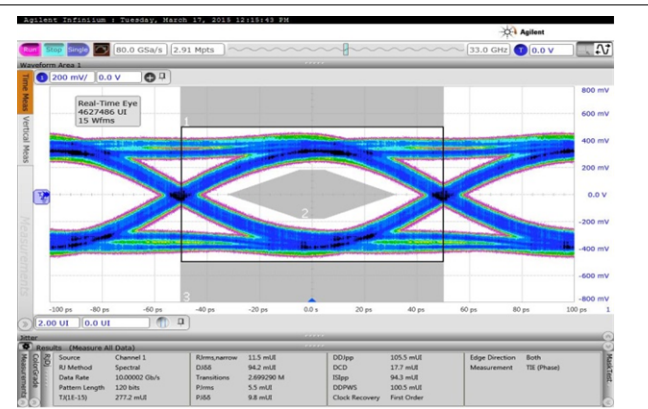 Agilent Infiniium : Tuesday, March 17, 2015 12:15:43 PM
Agilent
Run Stop Single 80.0 GSa/s 2.91 Mpts 33.0 GHz T 0.0 V
Waveform Area 1
1 200 mV/ 0.0 V
Time Meas
Vertical Meas
Measurements
Real-Time Eye
4627486 UI
15 Wfms
1
2
3
800 mV
600 mV
400 mV
200 mV
0.0 V
-200 mV
-400 mV
-600 mV
-800 mV
-100 ps -80 ps -60 ps -40 ps -20 ps 0.0 s 20 ps 40 ps 60 ps 80 ps 100 ps 1
2.00 UI 0.0 UI
Jitter
Results (Measure All Data)
Measurements
ColorGrade
RJDJ
MaskTest
Source Channel 1 RJrms,narrow 11.5 mUI DDJpp 105.5 mUI Edge Direction Both
RJ Method Spectral DJδδ 94.2 mUI DCD 17.7 mUI Measurement TIE (Phase)
Data Rate 10.00002 Gb/s Transitions 2.699290 M ISIpp 94.3 mUI
Pattern Length 120 bits PJrms 5.5 mUI DDPWS 100.5 mUI
TJ(1E-15) 277.2 mUI PJδδ 9.8 mUI Clock Recovery First Order